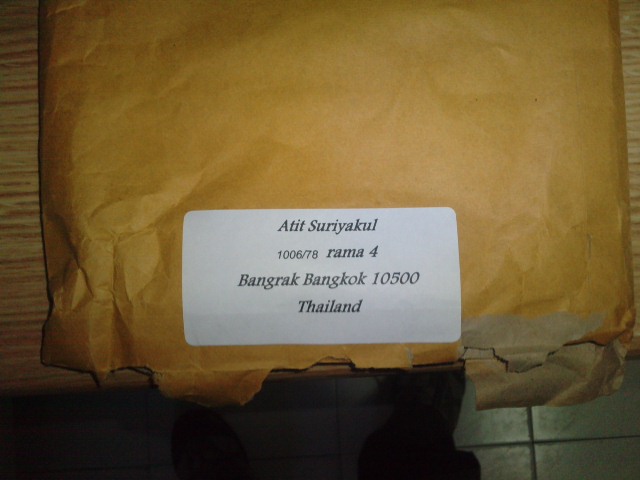 Atit Suriyakul
1006/78 rama 4
Bangrak Bangkok 10500
Thailand